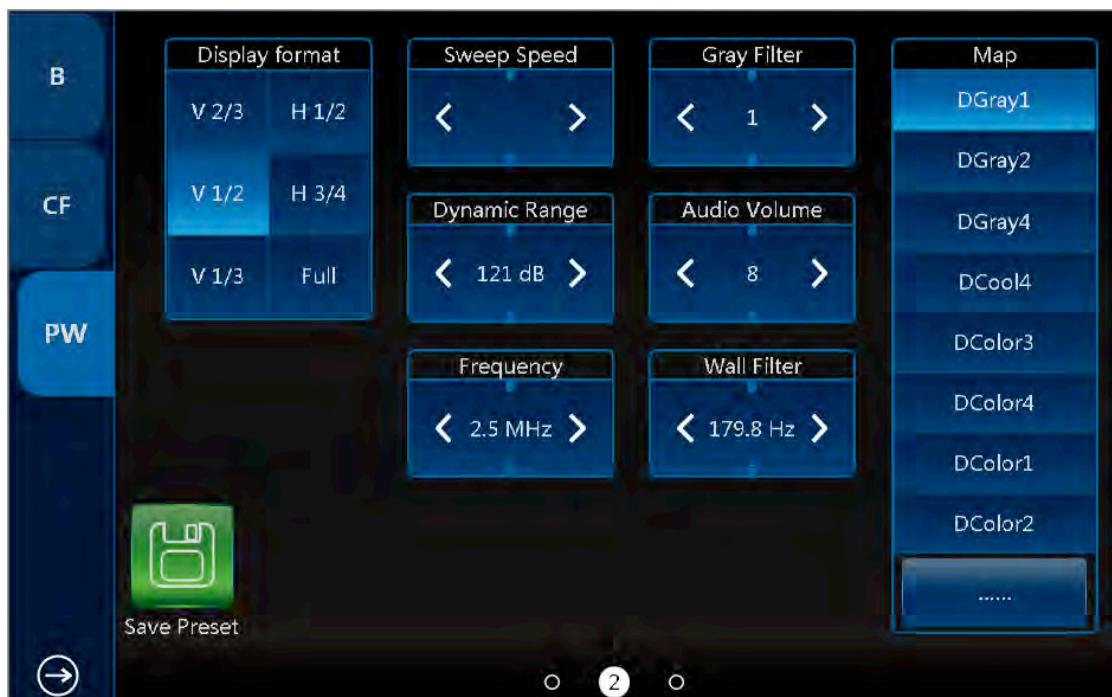 B
CF
PW
Display format
V 2/3 H 1/2
V 1/2 H 3/4
V 1/3 Full
Sweep Speed
Gray Filter
1
Dynamic Range
121 dB
Audio Volume
8
Frequency
2.5 MHz
Wall Filter
179.8 Hz
Map
DGray1
DGray2
DGray4
DCool4
DColor3
DColor4
DColor1
DColor2
......
Save Preset
2